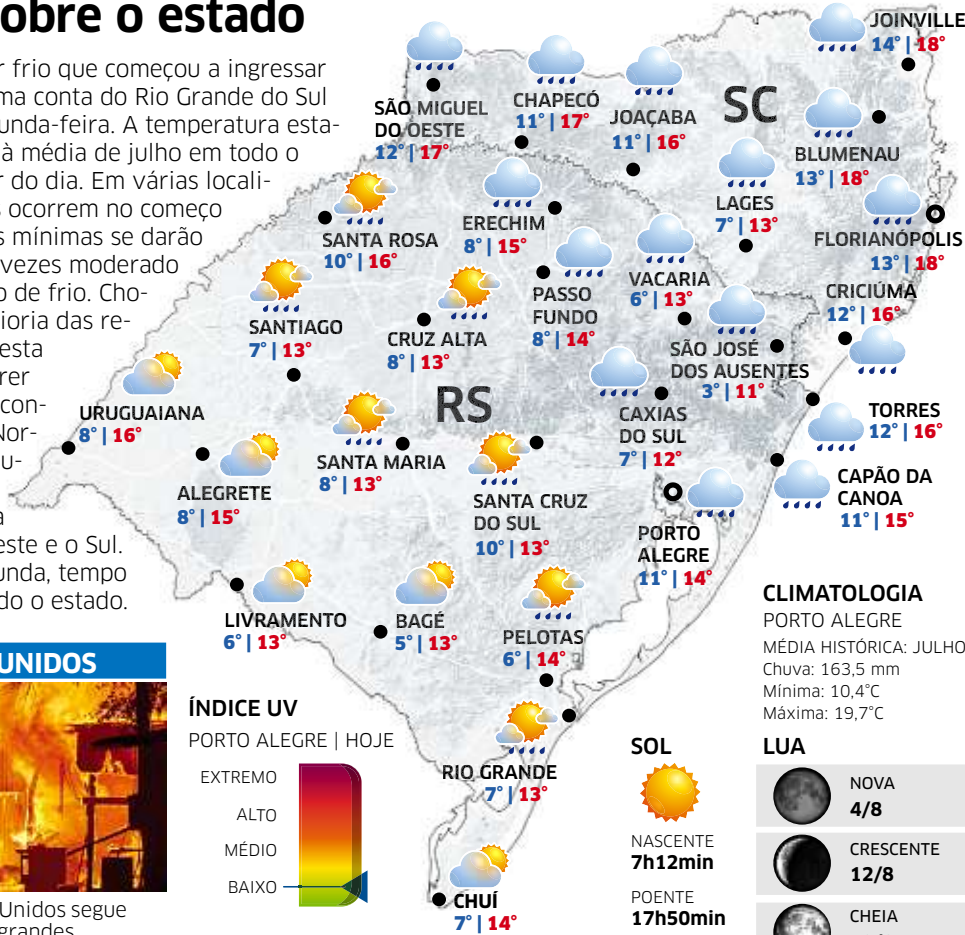 obre o estado
r frio que começou a ingressar
ma conta do Rio Grande do Sul
unda-feira. A temperatura esta-
à média de julho em todo o
r do dia. Em várias locali-
s ocorrem no começo
s mínimas se darão
vezes moderado
o de frio. Cho-
ioria das re-
esta
rer
con-
Nor-
u-
a
este e o Sul.
unda, tempo
do o estado.
UNIDOS
Unidos segue
grandes
SC
RS
JOINVILLE
14° | 18°
SÃO MIGUEL
DO OESTE
12° | 17°
CHAPECÓ
11° | 17°
JOAÇABA
11° | 16°
BLUMENAU
13° | 18°
LAGES
7° | 13°
FLORIANÓPOLIS
13° | 18°
CRICIÚMA
12° | 16°
SANTA ROSA
10° | 16°
ERECHIM
8° | 15°
VACARIA
6° | 13°
PASSO
FUNDO
8° | 14°
SANTIAGO
7° | 13°
CRUZ ALTA
8° | 13°
SÃO JOSÉ
DOS AUSENTES
3° | 11°
URUGUAIANA
8° | 16°
CAXIAS
DO SUL
7° | 12°
TORRES
12° | 16°
SANTA MARIA
8° | 13°
ALEGRETE
8° | 15°
SANTA CRUZ
DO SUL
10° | 13°
CAPÃO DA
CANOA
11° | 15°
PORTO
ALEGRE
11° | 14°
LIVRAMENTO
6° | 13°
BAGÉ
5° | 13°
PELOTAS
6° | 14°
RIO GRANDE
7° | 13°
CHUÍ
7° | 14°
CLIMATOLOGIA
PORTO ALEGRE
MÉDIA HISTÓRICA: JULHO
Chuva: 163,5 mm
Mínima: 10,4°C
Máxima: 19,7°C
ÍNDICE UV
PORTO ALEGRE | HOJE
EXTREMO
ALTO
MÉDIO
BAIXO
SOL
NASCENTE
7h12min
POENTE
17h50min
LUA
NOVA
4/8
CRESCENTE
12/8
CHEIA